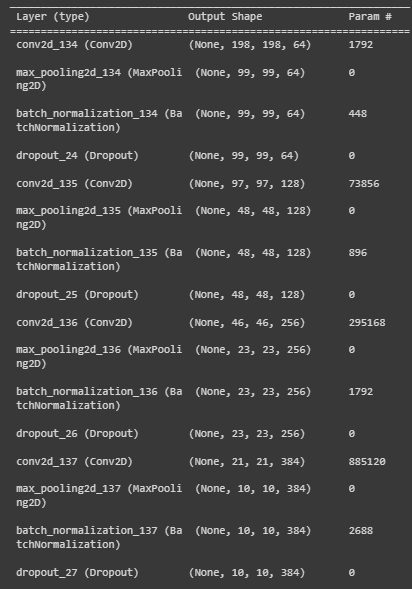 Layer (type) Output Shape Param #
conv2d_134 (Conv2D) (None, 198, 198, 64) 1792
max_pooling2d_134 (MaxPooli (None, 99, 99, 64) 0
ng2D)
batch_normalization_134 (Ba (None, 99, 99, 64) 448
tchNormalization)
dropout_24 (Dropout) (None, 99, 99, 64) 0
conv2d_135 (Conv2D) (None, 97, 97, 128) 73856
max_pooling2d_135 (MaxPooli (None, 48, 48, 128) 0
ng2D)
batch_normalization_135 (Ba (None, 48, 48, 128) 896
tchNormalization)
dropout_25 (Dropout) (None, 48, 48, 128) 0
conv2d_136 (Conv2D) (None, 46, 46, 256) 295168
max_pooling2d_136 (MaxPooli (None, 23, 23, 256) 0
ng2D)
batch_normalization_136 (Ba (None, 23, 23, 256) 1792
tchNormalization)
dropout_26 (Dropout) (None, 23, 23, 256) 0
conv2d_137 (Conv2D) (None, 21, 21, 384) 885120
max_pooling2d_137 (MaxPooli (None, 10, 10, 384) 0
ng2D)
batch_normalization_137 (Ba (None, 10, 10, 384) 2688
tchNormalization)
dropout_27 (Dropout) (None, 10, 10, 384) 0